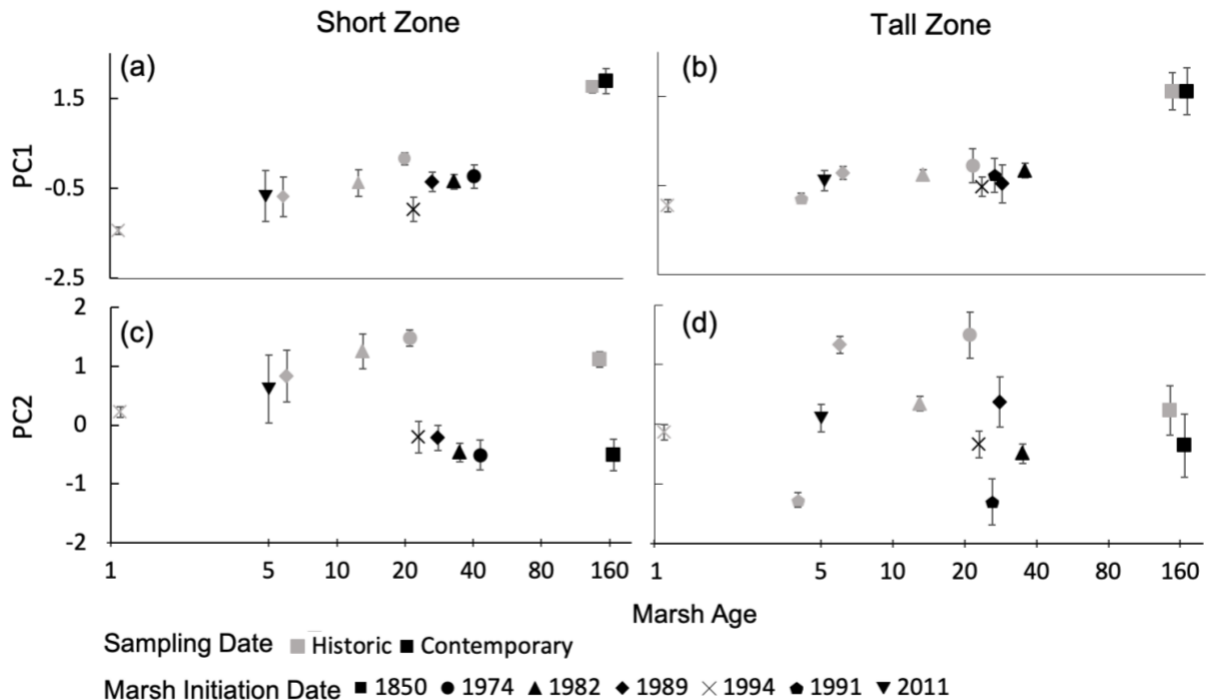 Short Zone Tall Zone
(a) (b)
PC1
1.5
-0.5
-2.5
(c) (d)
PC2
2
1
0
-1
-2
1 5 10 20 40 80 160 1 5 10 20 40 80 160
Marsh Age
Sampling Date Historic Contemporary
Marsh Initiation Date 1850 1974 1982 1989 1994 1991 2011